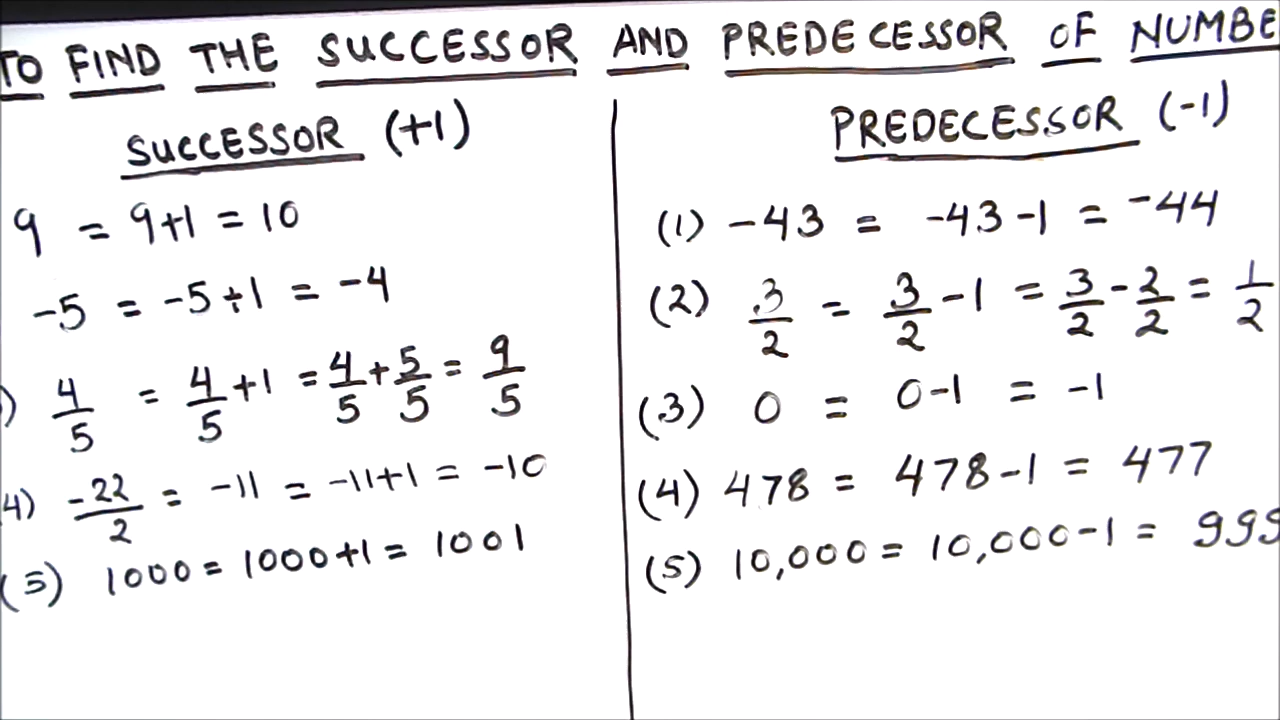 TO FIND THE SUCCESSOR AND PREDECESSOR OF NUMBE
SUCCESSOR (+1)
9 = 9+1 = 10
-5 = -5+1 = -4
) 4/5 = 4/5 +1 = 4/5 + 5/5 = 9/5
4) -22/2 = -11 = -11+1 = -10
(5) 1000 = 1000+1 = 1001
PREDECESSOR (-1)
(1) -43 = -43-1 = -44
(2) 3/2 = 3/2 -1 = 3/2 - 2/2 = 1/2
(3) 0 = 0-1 = -1
(4) 478 = 478-1 = 477
(5) 10,000 = 10,000-1 = 999